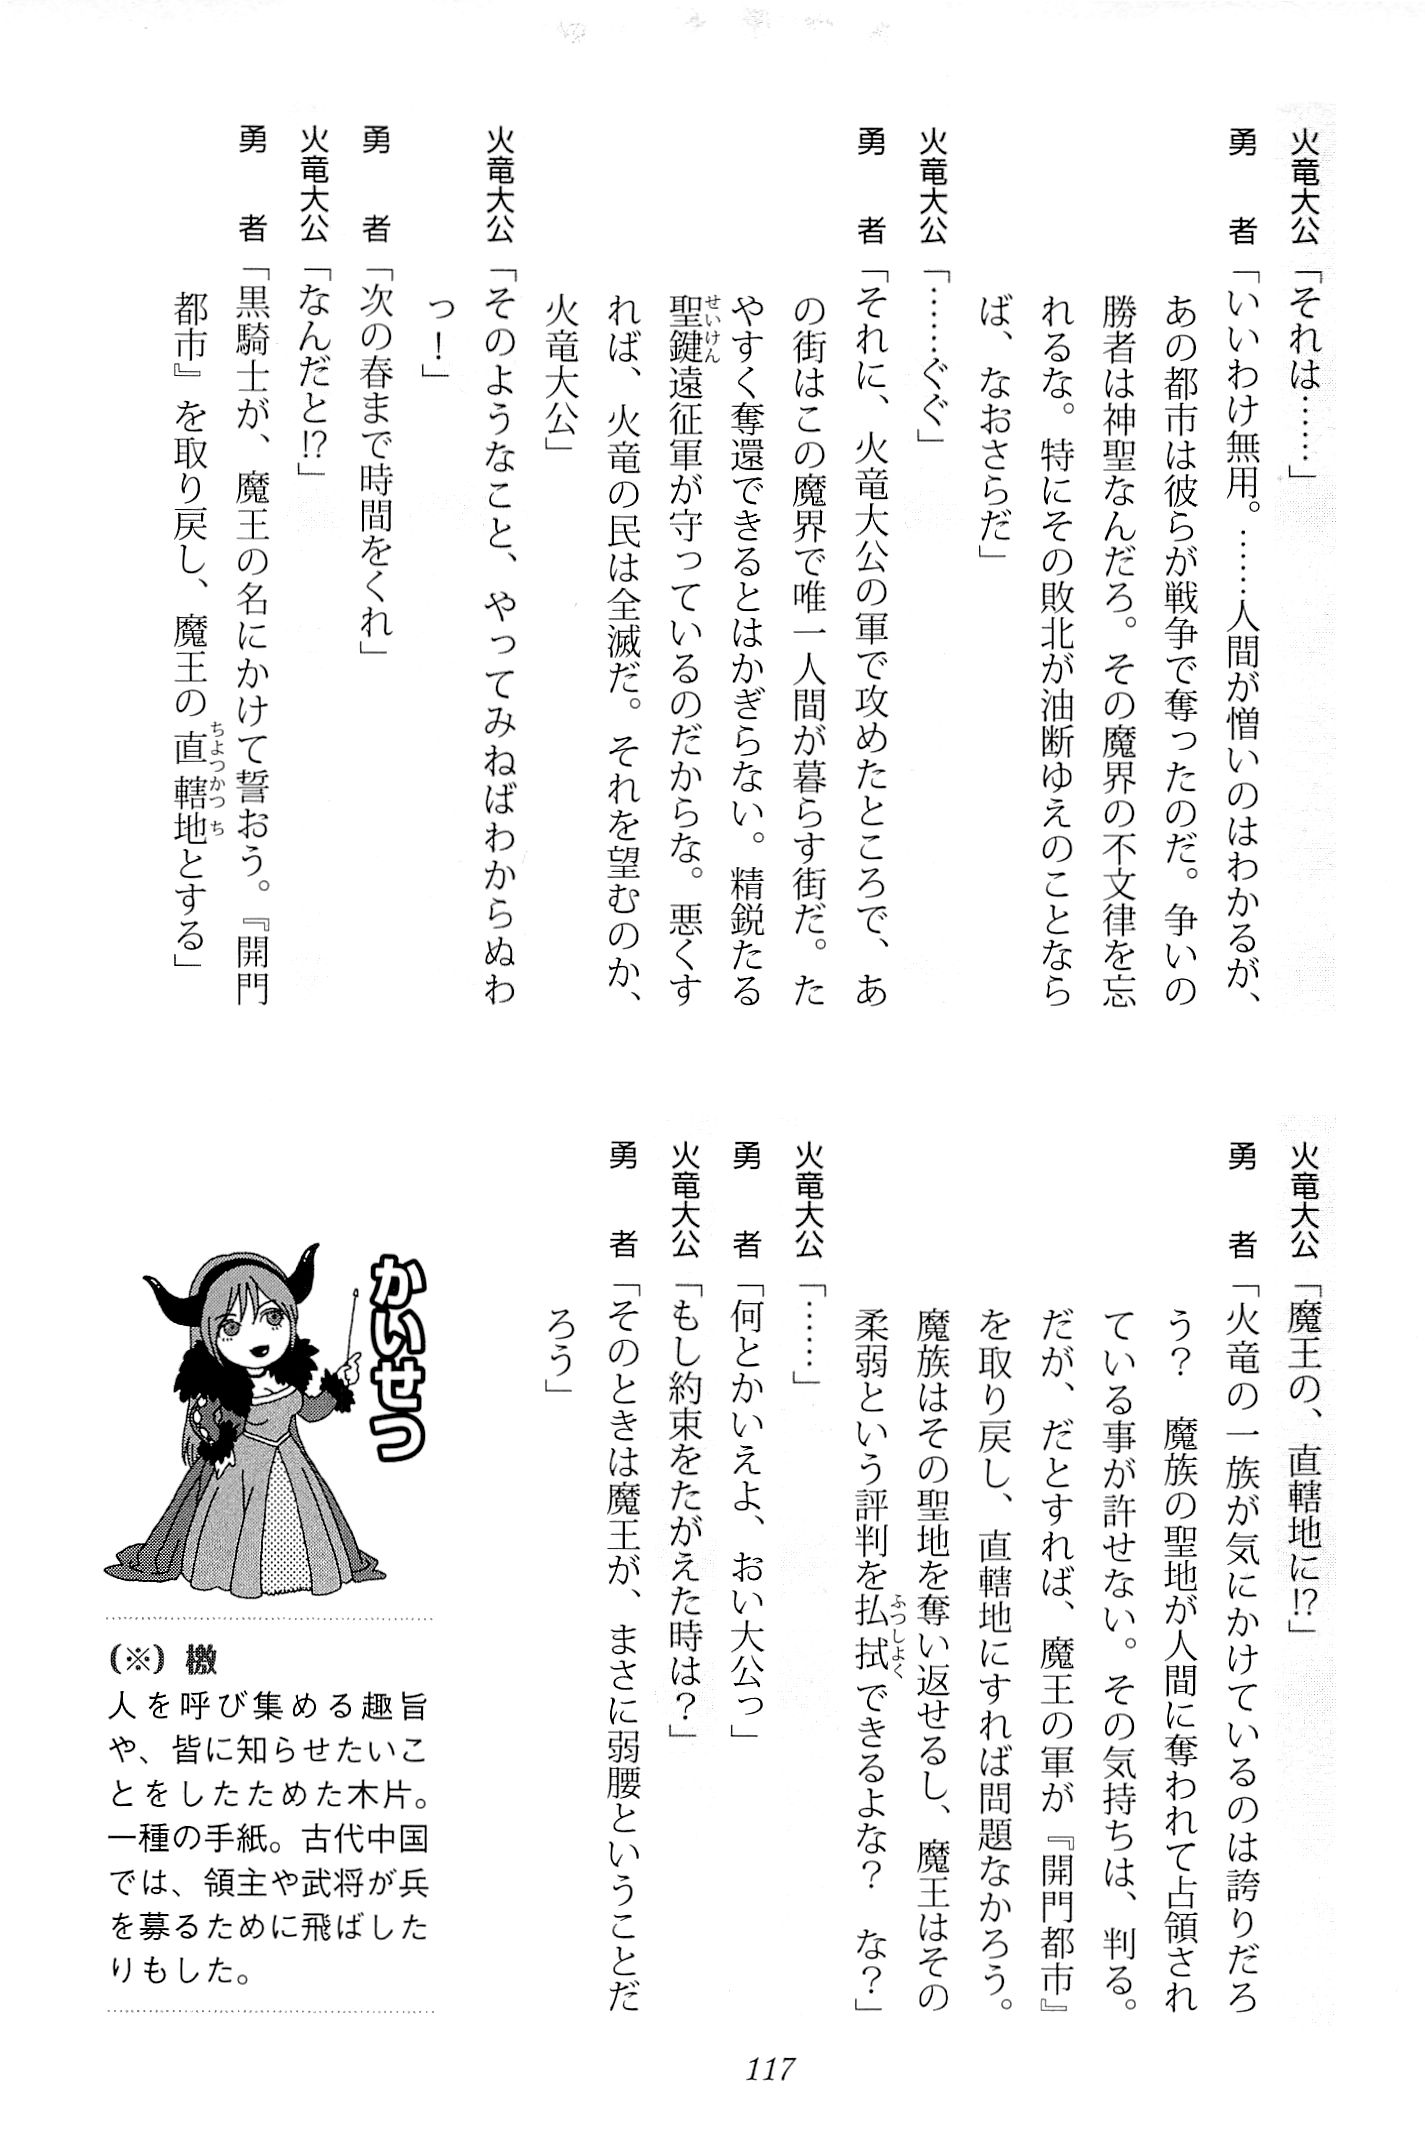 火竜大公「それは……」
勇　者「いいわけ無用。……人間が憎いのはわかるが、
あの都市は彼らが戦争で奪ったのだ。争いの
勝者は神聖なんだろ。その魔界の不文律を忘
れるな。特にその敗北が油断ゆえのことなら
ば、なおさらだ」
火竜大公「……ぐぐ」
勇　者「それに、火竜大公の軍で攻めたところで、あ
の街はこの魔界で唯一人間が暮らす街だ。た
やすく奪還できるとはかぎらない。精鋭たる
聖鍵遠征軍が守っているのだからな。悪くす
せいけん
れば、火竜の民は全滅だ。それを望むのか、
火竜大公」
火竜大公「そのようなこと、やってみねばわからぬわ
っ！」
勇　者「次の春まで時間をくれ」
火竜大公「なんだと!?」
勇　者「黒騎士が、魔王の名にかけて誓おう。『開門
都市』を取り戻し、魔王の直轄地とする」
ちよつかつち
火竜大公「魔王の、直轄地に!?」
勇　者「火竜の一族が気にかけているのは誇りだろ
う？　魔族の聖地が人間に奪われて占領され
ている事が許せない。その気持ちは、判る。
だが、だとすれば、魔王の軍が『開門都市』
を取り戻し、直轄地にすれば問題なかろう。
魔族はその聖地を奪い返せるし、魔王はその
柔弱という評判を払拭できるよな？　な？」
ふつしよく
火竜大公「……」
勇　者「何とかいえよ、おい大公っ」
火竜大公「もし約束をたがえた時は？」
勇　者「そのときは魔王が、まさに弱腰ということだ
ろう」
かいせつ
（※）檄
人を呼び集める趣旨
や、皆に知らせたいこ
とをしたためた木片。
一種の手紙。古代中国
では、領主や武将が兵
を募るために飛ばした
りもした。
117